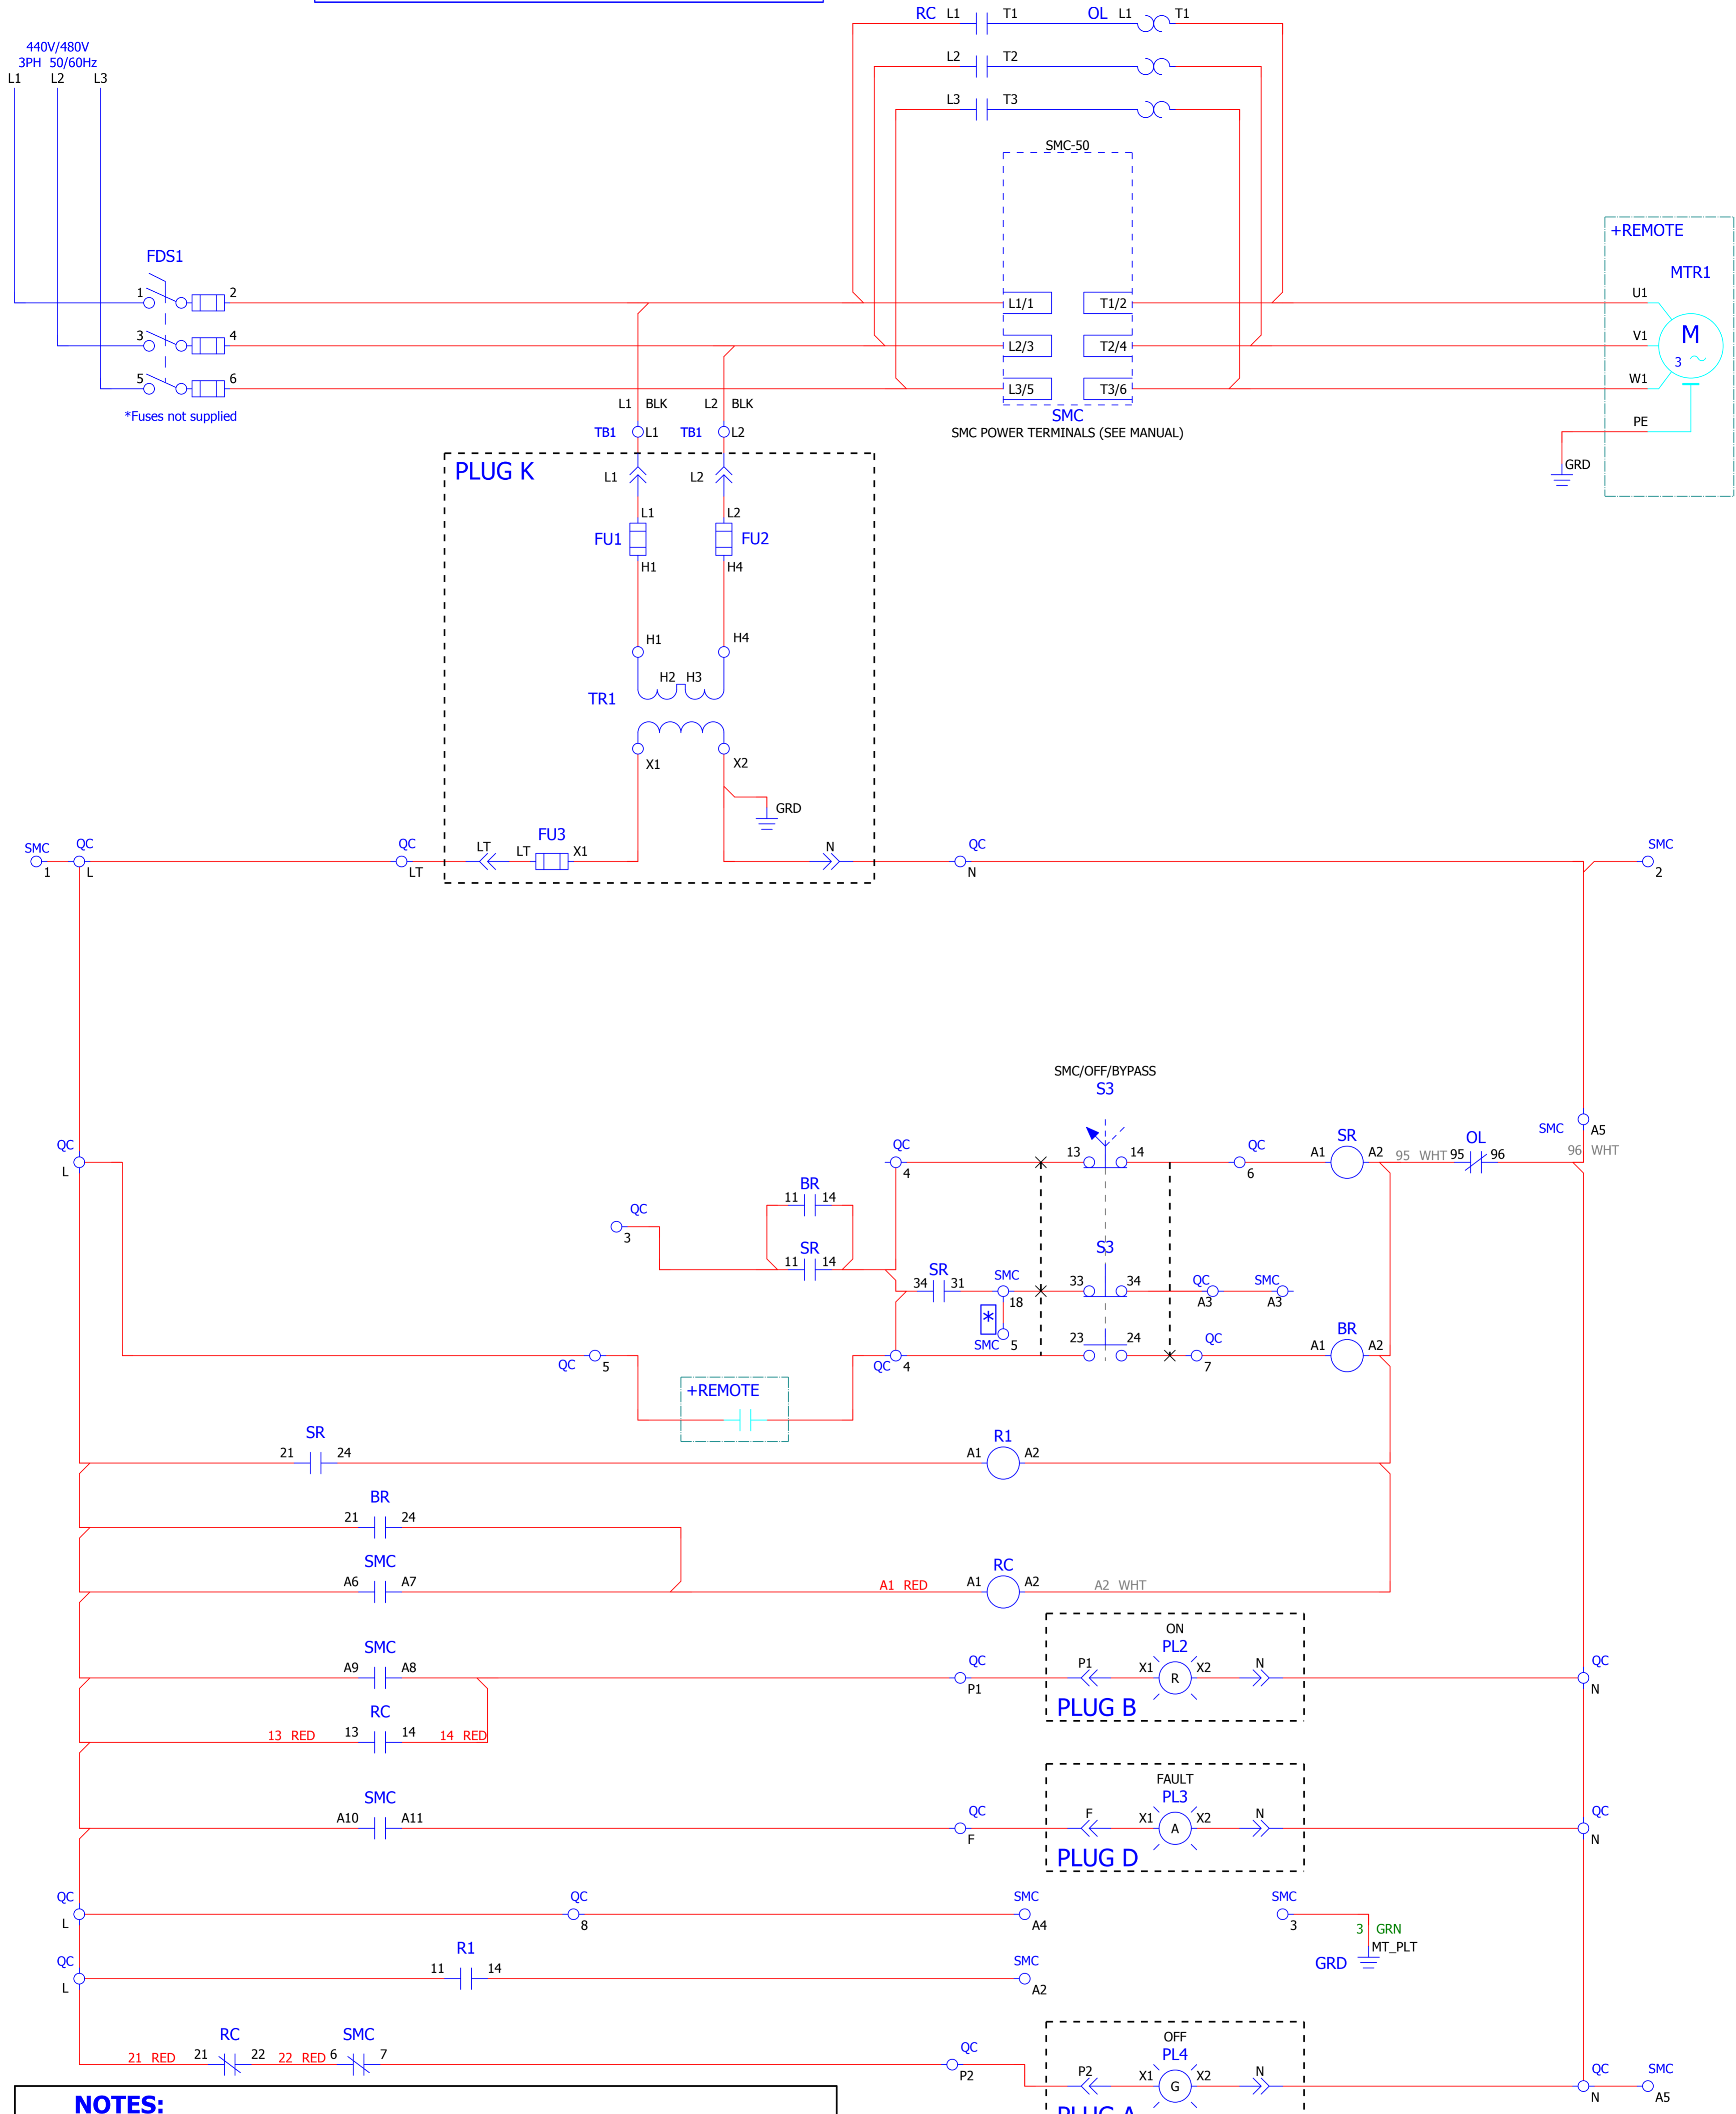 RC L1 T1 OL L1 T1
440V/480V
3PH 50/60Hz
L1 L2 L3
L2 T2
L3 T3
SMC-50
+REMOTE
MTR1
FDS1
1 2 L1/1 T1/2 U1
3 4 L2/3 T2/4 V1
M
3
5 6 L3/5 T3/6 W1
*Fuses not supplied
L1 BLK L2 BLK
SMC
SMC POWER TERMINALS (SEE MANUAL)
PE
TB1 L1 TB1 L2
GRD
PLUG K
L1 L2
L1 L2
FU1 FU2
H1 H4
H1 H4
H2 H3
TR1
X1 X2
GRD
FU3
SMC QC QC LT LT X1 N QC SMC
1 L LT N 2
SMC/OFF/BYPASS
S3
SMC A5
QC QC 13 14 QC SR OL
A1 A2 95 WHT 95 96 96 WHT
L 4 6
BR
11 14
QC
3
SR S3
11 14
SR SMC QC SMC
34 31 33 34
18 A3 A3
*
SMC 5 23 24 QC BR
A1 A2
QC 5 QC 4 7
+REMOTE
SR R1
21 24 A1 A2
BR
21 24
SMC RC
A6 A7 A1 RED A1 A2 A2 WHT
ON
SMC PL2
A9 A8 QC P1 X1 R X2 N QC
P1 N
RC PLUG B
13 RED 13 14 14 RED
FAULT
SMC PL3
A10 A11 QC F X1 A X2 N QC
F N
PLUG D
QC QC SMC SMC
L 8 A4 3
3 GRN
MT_PLT
GRD
QC R1 SMC
11 14
L A2
OFF
RC SMC PL4
21 RED 21 22 22 RED 6 7 QC P2 X1 G X2 N QC SMC
P2 N A5
NOTES:
PLUG A